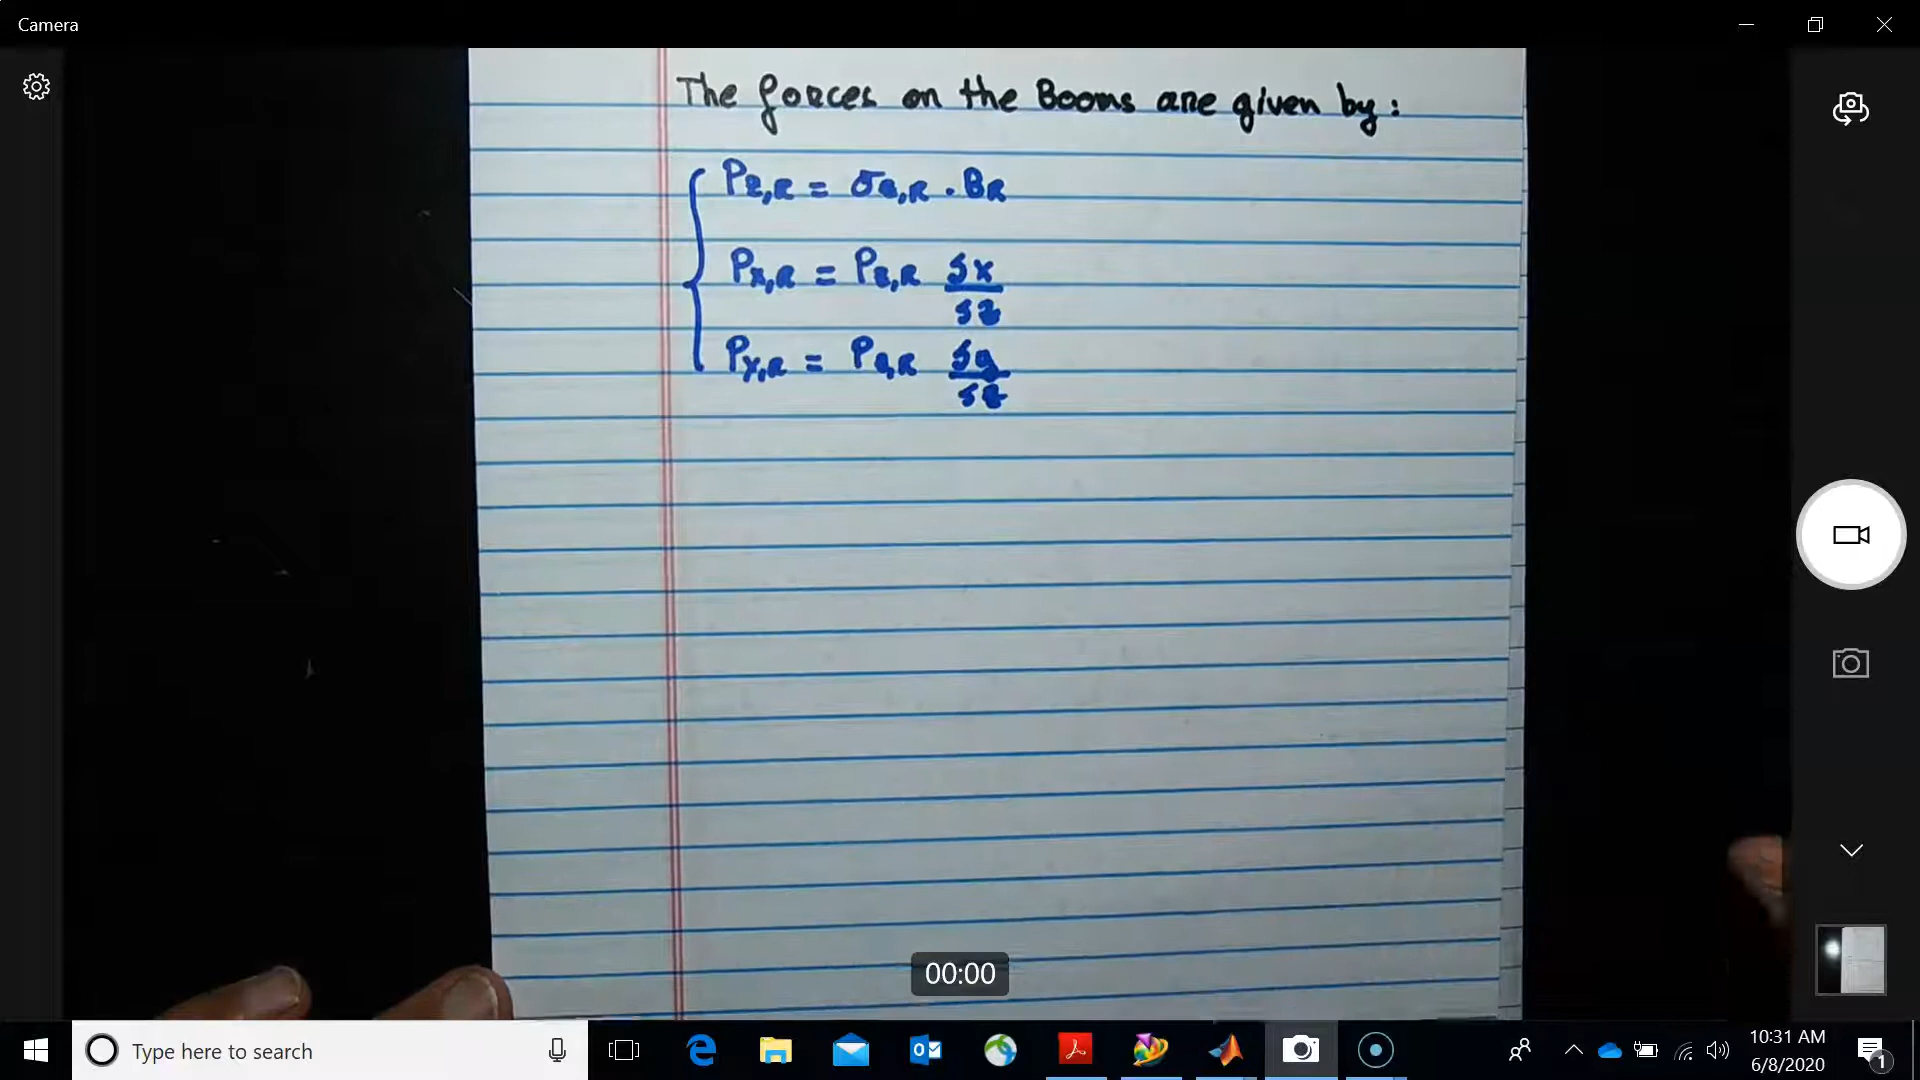 Camera
The forces on the Booms are given by:
Pz,R = σz,R . BR
Px,R = Pz,R δx/δz
Py,R = Pz,R δy/δz
00:00
Type here to search
10:31 AM
6/8/2020
1